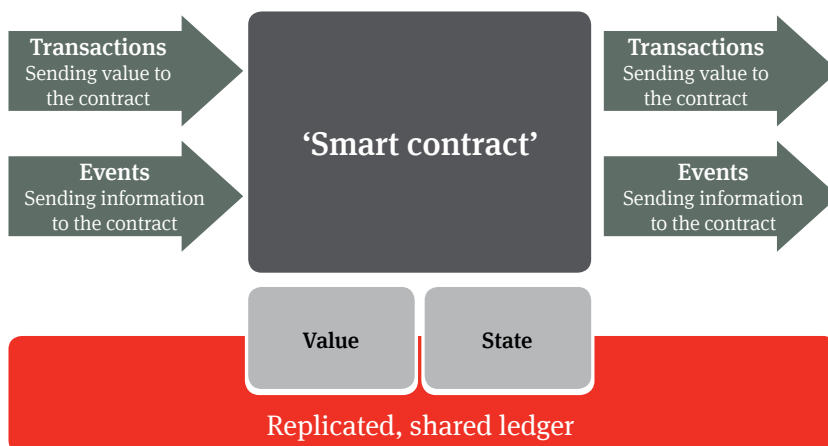 Transactions
Sending value to
the contract
Events
Sending information
to the contract
‘Smart contract’
Transactions
Sending value to
the contract
Events
Sending information
to the contract
Value
State
Replicated, shared ledger